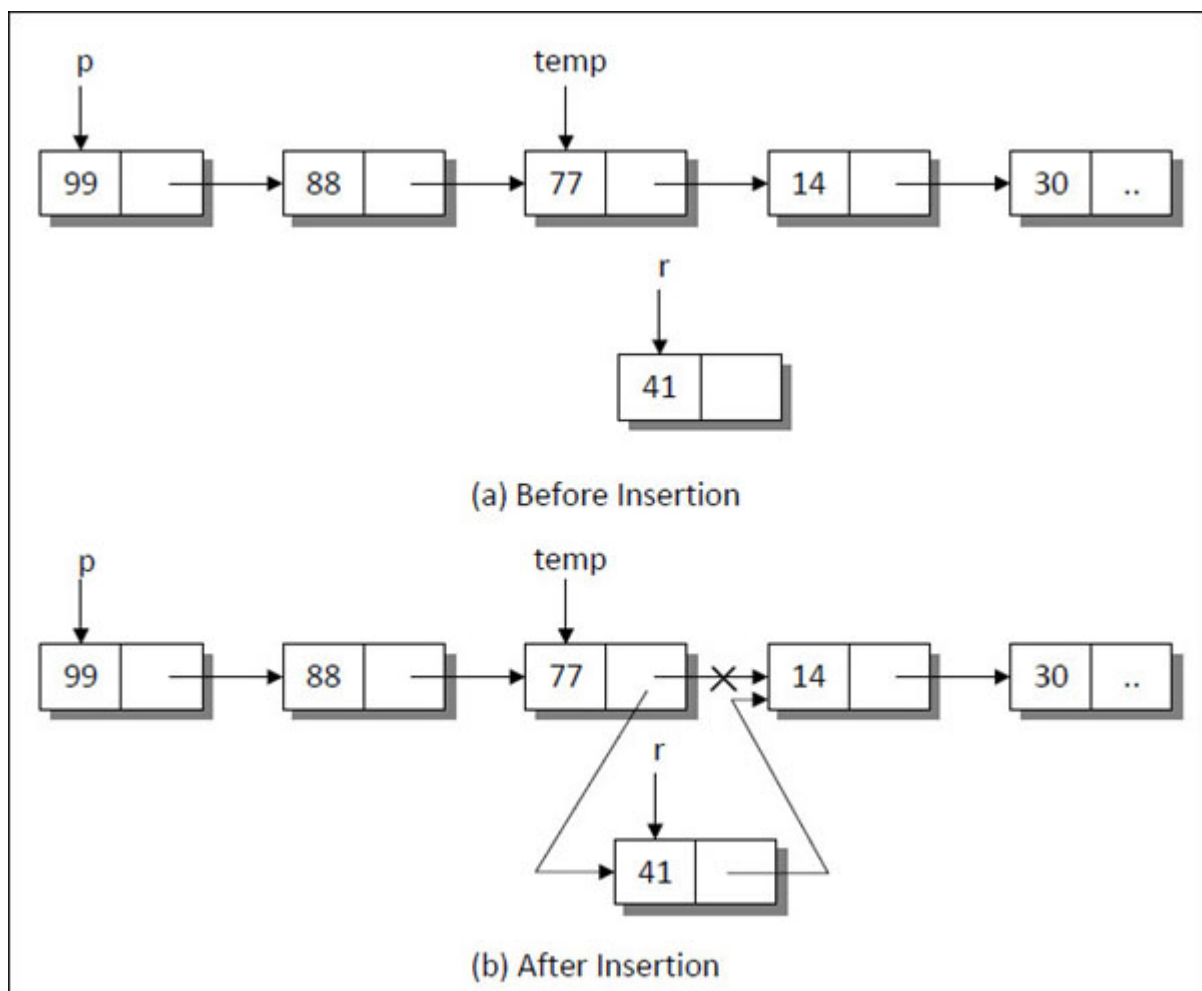 p temp
99 88 77 14 30 ..
r
41
(a) Before Insertion
p temp
99 88 77 14 30 ..
r
41
(b) After Insertion